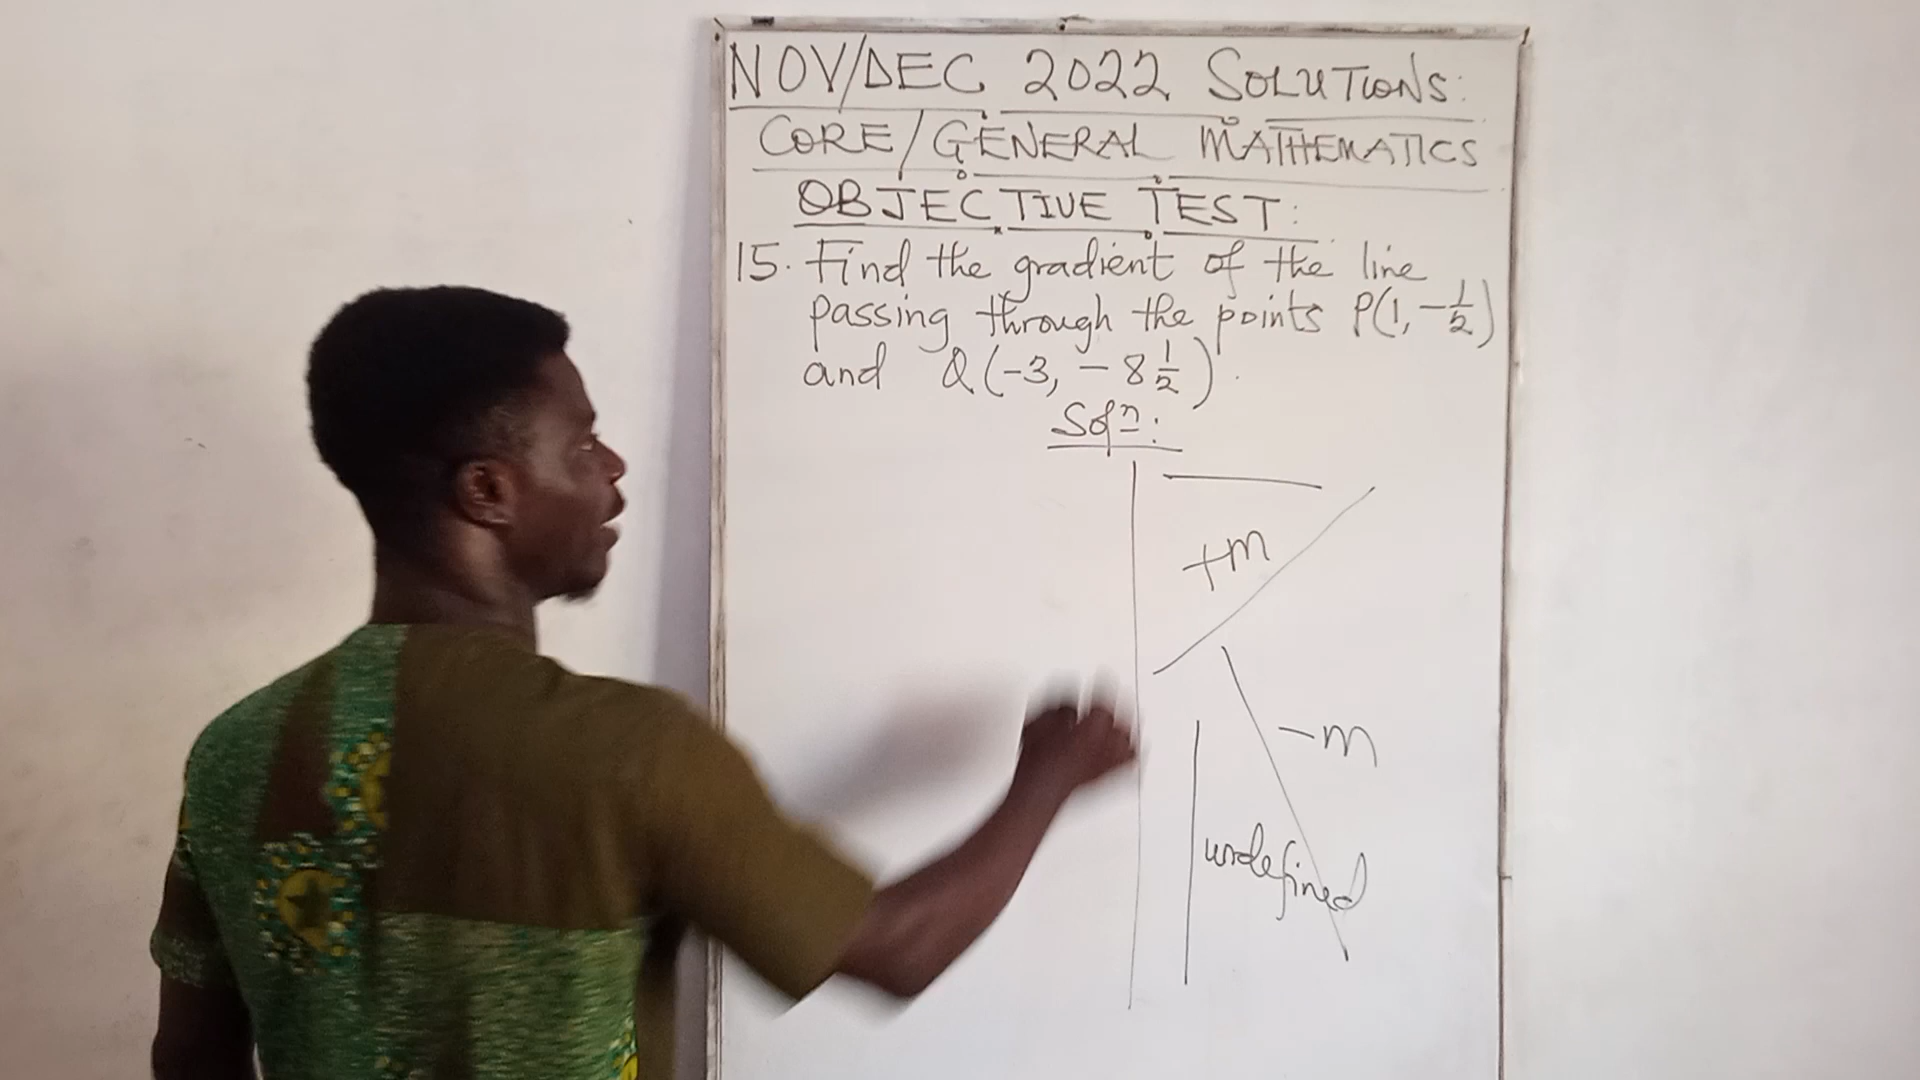 NOV/DEC 2022 SOLUTIONS:
CORE/GENERAL MATHEMATICS
OBJECTIVE TEST:
15. Find the gradient of the line
passing through the points P(1, -1/2)
and Q(-3, -8 1/2).
Solⁿ:
+m
-m
undefined